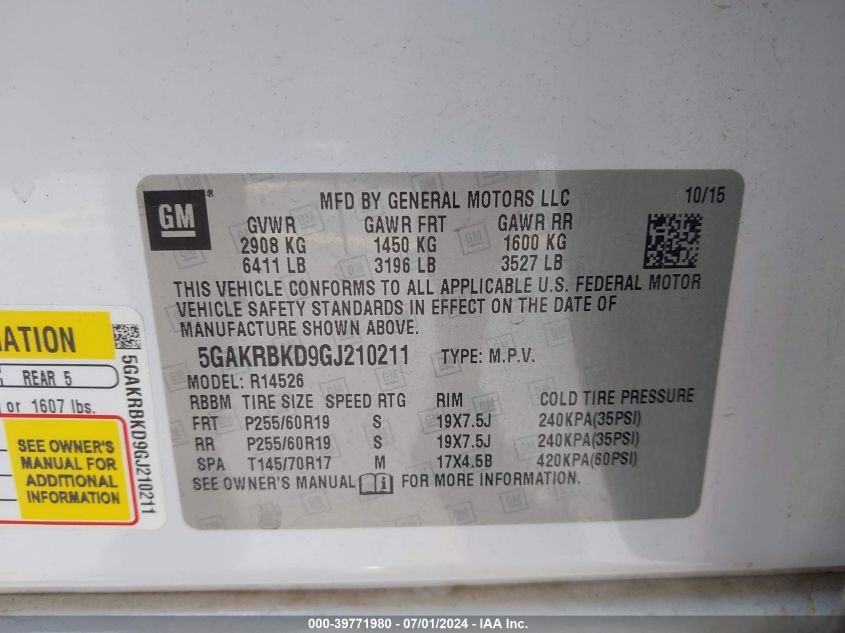 GM ®
MFD BY GENERAL MOTORS LLC 10/15
GVWR GAWR FRT GAWR RR
2908 KG 1450 KG 1600 KG
6411 LB 3196 LB 3527 LB
THIS VEHICLE CONFORMS TO ALL APPLICABLE U.S. FEDERAL MOTOR
VEHICLE SAFETY STANDARDS IN EFFECT ON THE DATE OF
MANUFACTURE SHOWN ABOVE.
5GAKRBKD9GJ210211 TYPE: M.P.V.
MODEL: R14526
RBBM TIRE SIZE SPEED RTG RIM COLD TIRE PRESSURE
FRT P255/60R19 S 19X7.5J 240KPA(35PSI)
RR P255/60R19 S 19X7.5J 240KPA(35PSI)
SPA T145/70R17 M 17X4.5B 420KPA(60PSI)
SEE OWNER'S MANUAL FOR MORE INFORMATION.
REAR 5
or 1607 lbs.
SEE OWNER'S
MANUAL FOR
ADDITIONAL
INFORMATION
5GAKRBKD9GJ210211
000-39771980 / 07/01/2024 - IAA Inc.